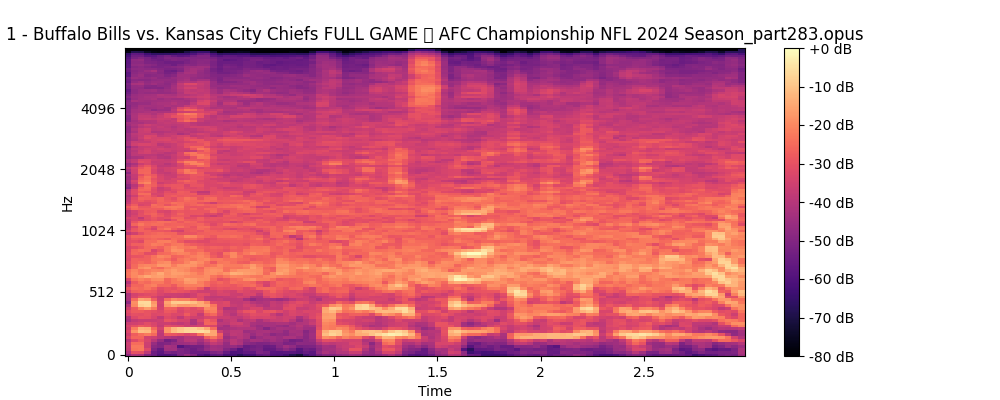 1 - Buffalo Bills vs. Kansas City Chiefs FULL GAME AFC Championship NFL 2024 Season_part283.opus
+0 dB
-10 dB
-20 dB
-30 dB
-40 dB
-50 dB
-60 dB
-70 dB
-80 dB
Hz
4096
2048
1024
512
0
0
0.5
1
1.5
2
2.5
Time